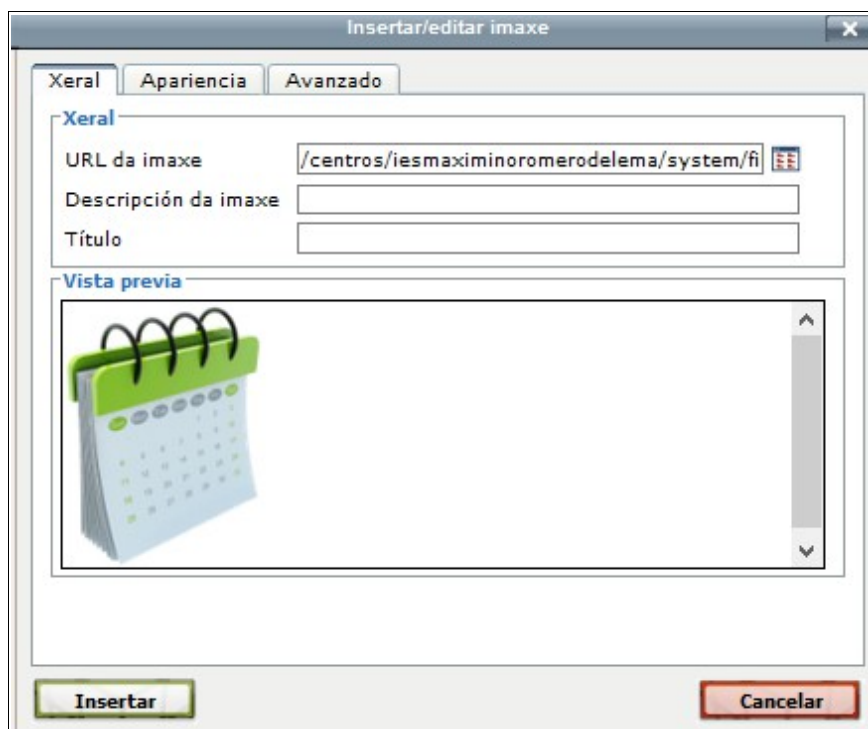 Insertar/editar imaxe
Xeral Apariencia Avanzado
Xeral
URL da imaxe /centros/iesmaximinoromerodelema/system/fi
Descripción da imaxe
Título
Vista previa
Insertar Cancelar